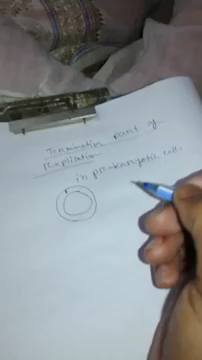 Termination point of
Replication
in prokaryotic cell.